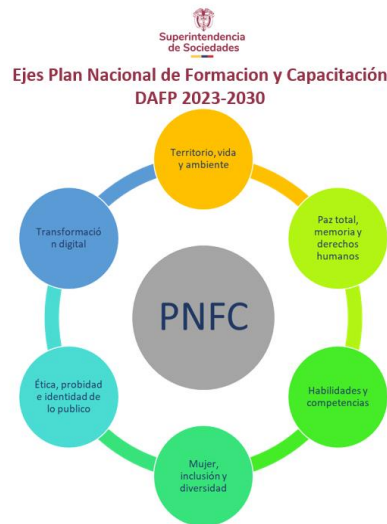 Superintendencia
de Sociedades
Ejes Plan Nacional de Formacion y Capacitación
DAFP 2023-2030
Territorio, vida
y ambiente
Paz total,
memoria y
derechos
humanos
Habilidades y
competencias
Mujer,
inclusión y
diversidad
Ética, probidad
e identidad de
lo publico
Transformació
n digital
PNFC